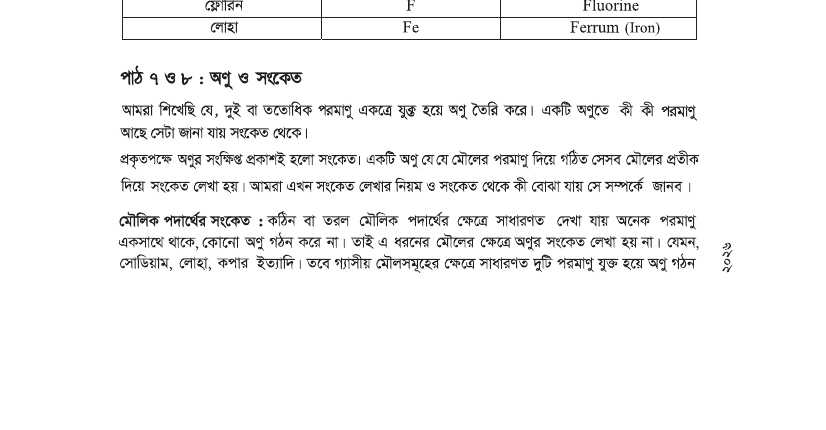 ফ্লোরিন F Fluorine
লোহা Fe Ferrum (Iron)
পাঠ ৭ ও ৮ : অণু ও সংকেত
আমরা শিখেছি যে, দুই বা ততোধিক পরমাণু একত্রে যুক্ত হয়ে অণু তৈরি করে। একটি অণুতে কী কী পরমাণু
আছে সেটা জানা যায় সংকেত থেকে।
প্রকৃতপক্ষে অণুর সংক্ষিপ্ত প্রকাশই হলো সংকেত। একটি অণু যে যে মৌলের পরমাণু দিয়ে গঠিত সেসব মৌলের প্রতীক
দিয়ে সংকেত লেখা হয়। আমরা এখন সংকেত লেখার নিয়ম ও সংকেত থেকে কী বোঝা যায় সে সম্পর্কে জানব ।
মৌলিক পদার্থের সংকেত : কঠিন বা তরল মৌলিক পদার্থের ক্ষেত্রে সাধারণত দেখা যায় অনেক পরমাণু
একসাথে থাকে, কোনো অণু গঠন করে না। তাই এ ধরনের মৌলের ক্ষেত্রে অণুর সংকেত লেখা হয় না। যেমন,
সোডিয়াম, লোহা, কপার ইত্যাদি। তবে গ্যাসীয় মৌলসমূহের ক্ষেত্রে সাধারণত দুটি পরমাণু যুক্ত হয়ে অণু গঠন
২০২৬